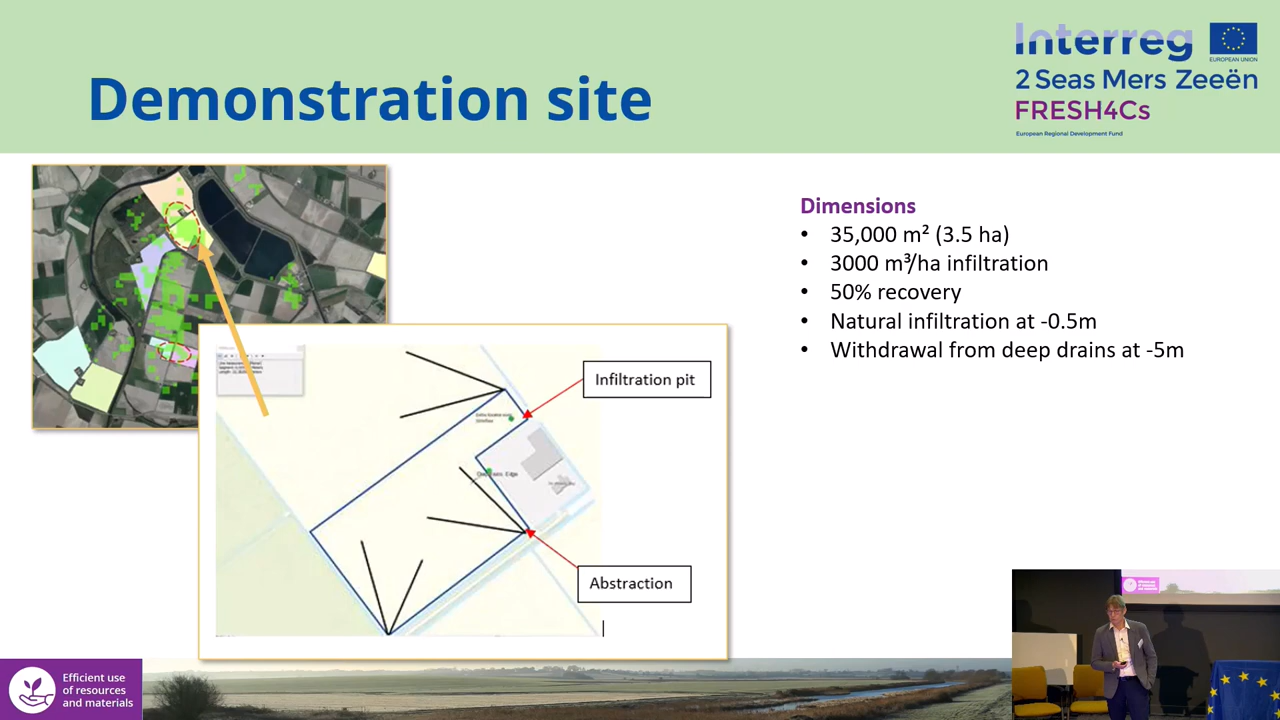 Demonstration site
Interreg
EUROPEAN UNION
2 Seas Mers Zeeën
FRESH4Cs
European Regional Development Fund
Dimensions
• 35,000 m² (3.5 ha)
• 3000 m³/ha infiltration
• 50% recovery
• Natural infiltration at -0.5m
• Withdrawal from deep drains at -5m
Infiltration pit
Abstraction
Efficient use
of resources
and materials